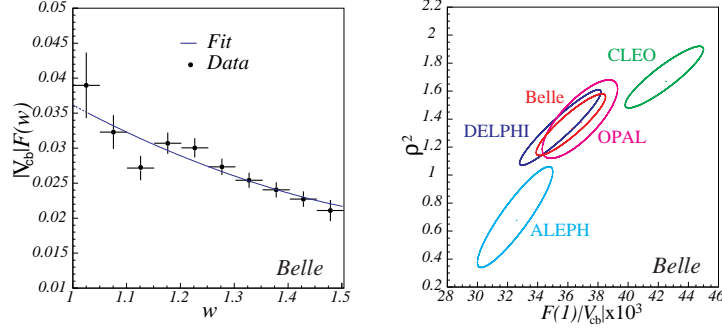 0.05
0.045
0.04
0.035
0.03
0.025
0.02
0.015
0.01
|Vcb|F(w)
Fit
Data
Belle
1 1.1 1.2 1.3 1.4 1.5
w
2.2
2
1.8
1.6
1.4
1.2
1
0.8
0.6
0.4
0.2
ρ²
CLEO
Belle
DELPHI
OPAL
ALEPH
Belle
28 30 32 34 36 38 40 42 44 46
F(1)/Vcb|x10³